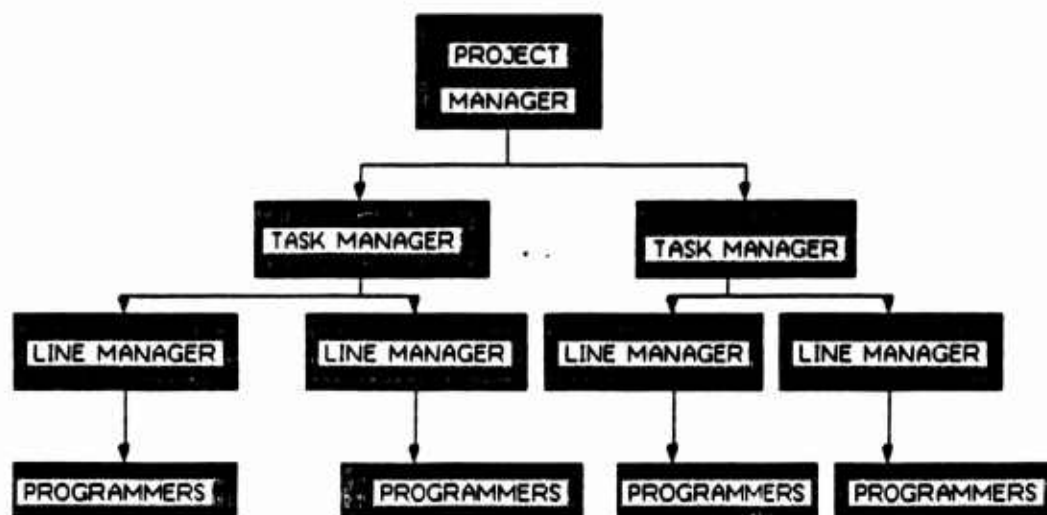 PROJECT
MANAGER
TASK MANAGER
TASK MANAGER
LINE MANAGER
LINE MANAGER
LINE MANAGER
LINE MANAGER
PROGRAMMERS
PROGRAMMERS
PROGRAMMERS
PROGRAMMERS